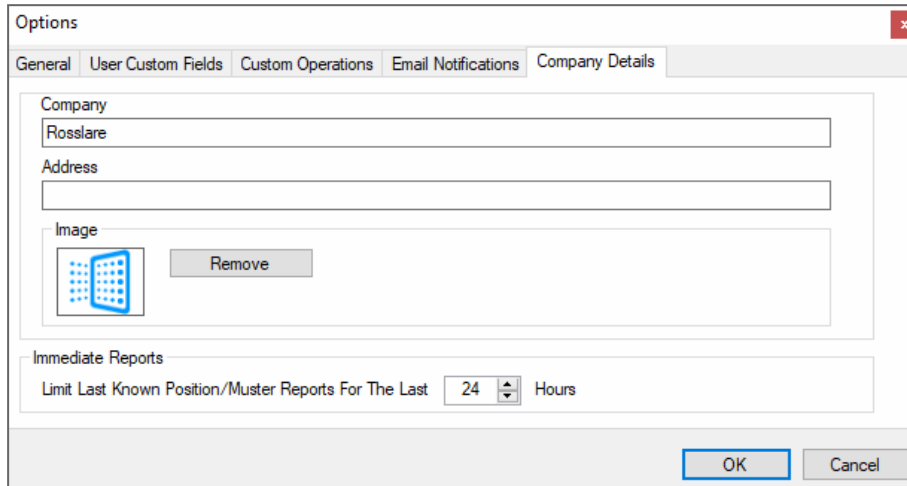 Options
x
General User Custom Fields Custom Operations Email Notifications Company Details
Company
Rosslare
Address
Image
Remove
Immediate Reports
Limit Last Known Position/Muster Reports For The Last 24 Hours
OK Cancel